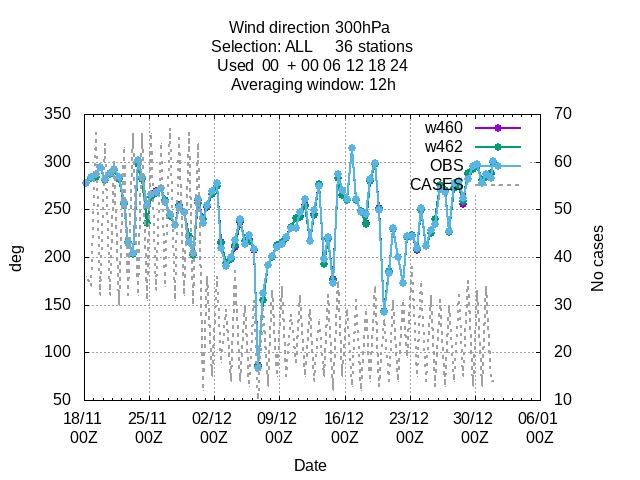 Wind direction 300hPa
Selection: ALL 36 stations
Used 00 + 00 06 12 18 24
Averaging window: 12h
350 70
w460
w462
OBS
CASES
300 60
250 50
200 40
150 30
100 20
50 10
deg
No cases
18/11 25/11 02/12 09/12 16/12 23/12 30/12 06/01
00Z 00Z 00Z 00Z 00Z 00Z 00Z 00Z
Date